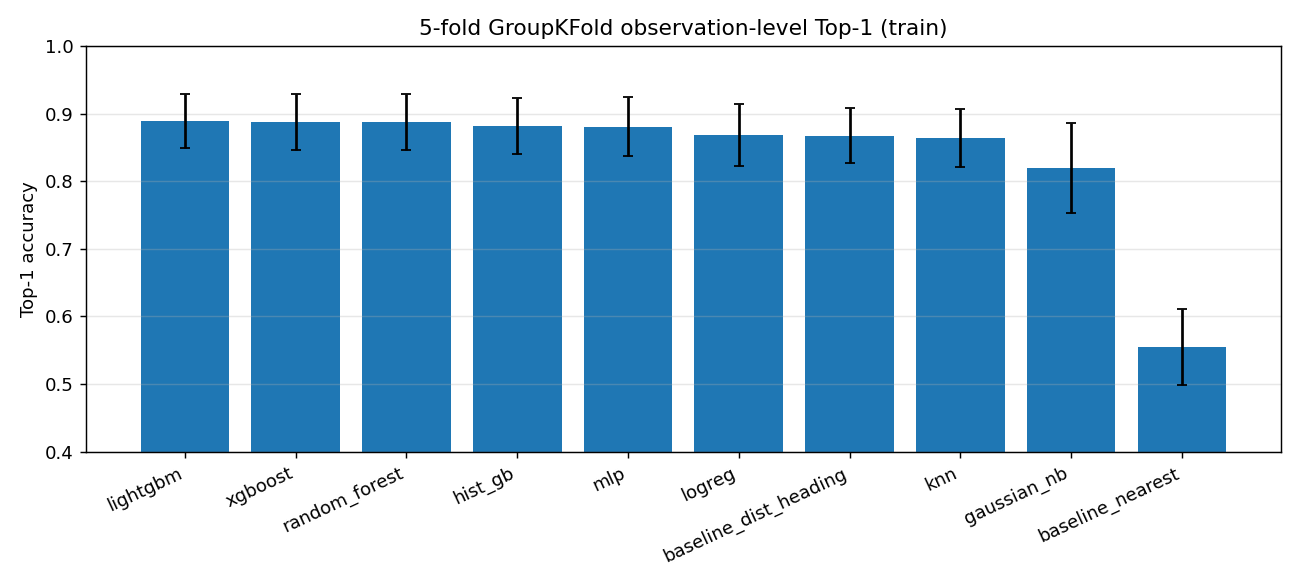 5-fold GroupKFold observation-level Top-1 (train)
Top-1 accuracy
1.0
0.9
0.8
0.7
0.6
0.5
0.4
lightgbm
xgboost
random_forest
hist_gb
mlp
logreg
baseline_dist_heading
knn
gaussian_nb
baseline_nearest